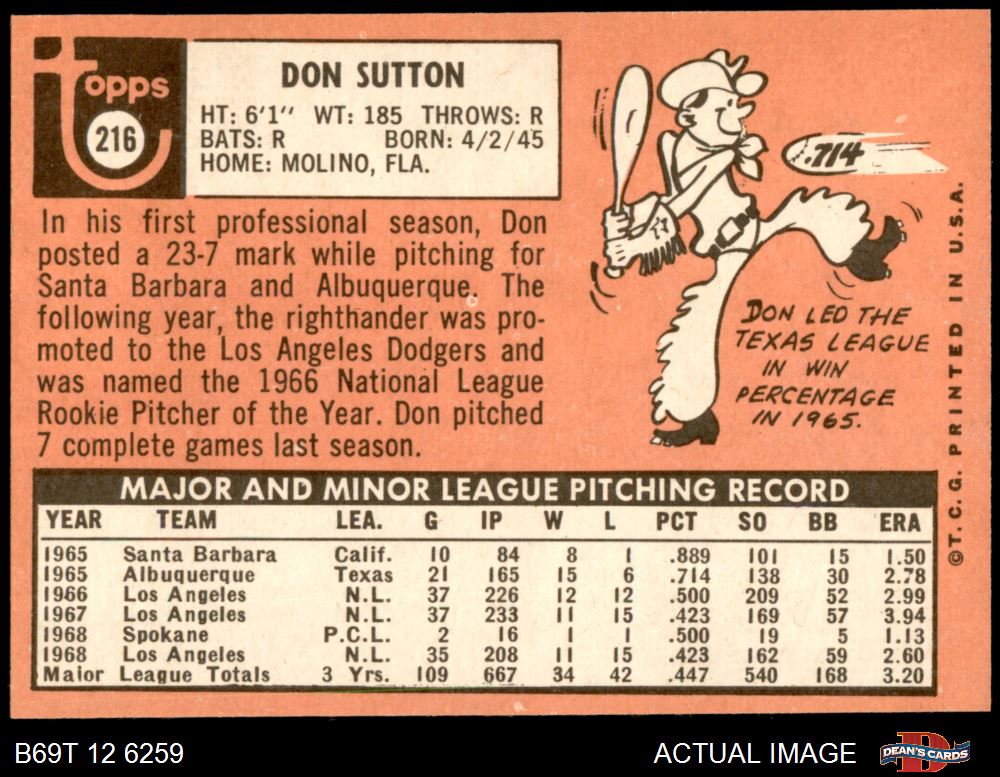 Topps
216
DON SUTTON
HT: 6'1" WT: 185 THROWS: R
BATS: R BORN: 4/2/45
HOME: MOLINO, FLA.
In his first professional season, Don
posted a 23-7 mark while pitching for
Santa Barbara and Albuquerque. The
following year, the righthander was pro-
moted to the Los Angeles Dodgers and
was named the 1966 National League
Rookie Pitcher of the Year. Don pitched
7 complete games last season.
.714
DON LED THE
TEXAS LEAGUE
IN WIN
PERCENTAGE
IN 1965.
©T. C. G. PRINTED IN U.S.A.
MAJOR AND MINOR LEAGUE PITCHING RECORD
YEAR TEAM LEA. G IP W L PCT SO BB ERA
1965 Santa Barbara Calif. 10 84 8 1 .889 101 15 1.50
1965 Albuquerque Texas 21 165 15 6 .714 138 30 2.78
1966 Los Angeles N.L. 37 226 12 12 .500 209 52 2.99
1967 Los Angeles N.L. 37 233 11 15 .423 169 57 3.94
1968 Spokane P.C.L. 2 16 1 1 .500 19 5 1.13
1968 Los Angeles N.L. 35 208 11 15 .423 162 59 2.60
Major League Totals 3 Yrs. 109 667 34 42 .447 540 168 3.20
B69T 12 6259
ACTUAL IMAGE
DEAN'S CARDS